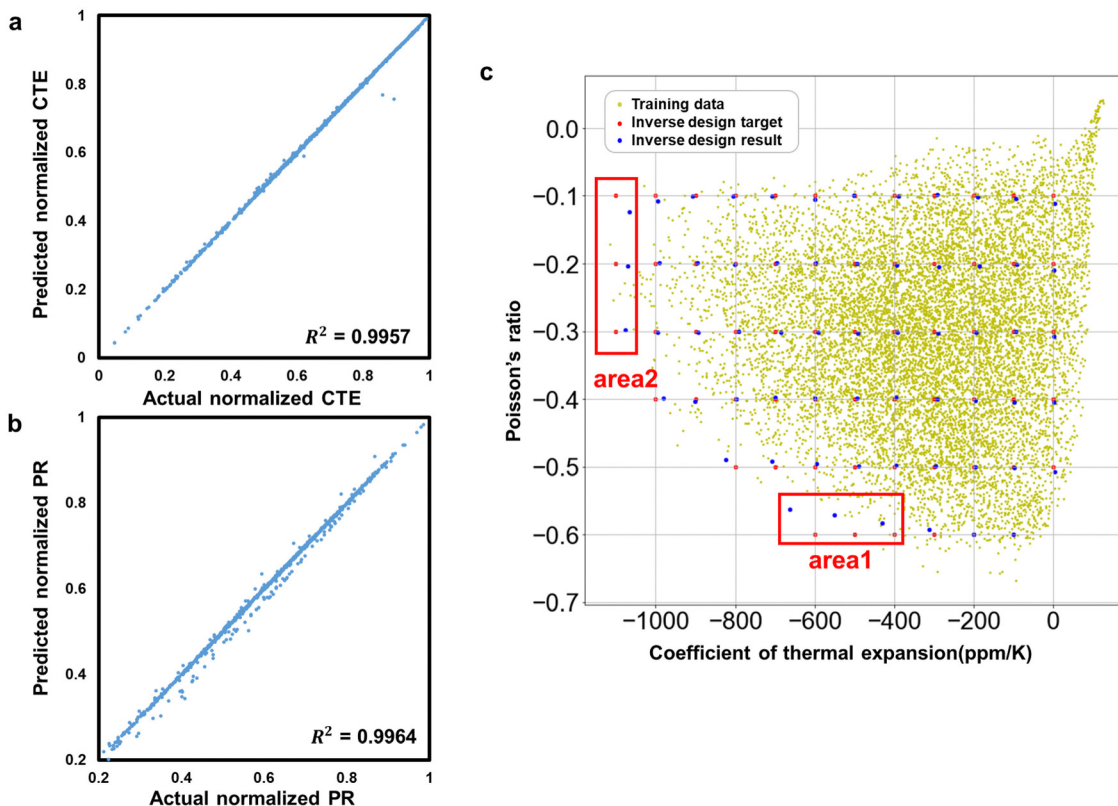 a
1
0.8
0.6
0.4
0.2
0
0 0.2 0.4 0.6 0.8 1
Predicted normalized CTE
Actual normalized CTE
R² = 0.9957
b
1
0.8
0.6
0.4
0.2
0.2 0.4 0.6 0.8 1
Predicted normalized PR
Actual normalized PR
R² = 0.9964
c
Training data
Inverse design target
Inverse design result
0.0
−0.1
−0.2
−0.3
−0.4
−0.5
−0.6
−0.7
Poisson's ratio
area2
area1
−1000 −800 −600 −400 −200 0
Coefficient of thermal expansion(ppm/K)